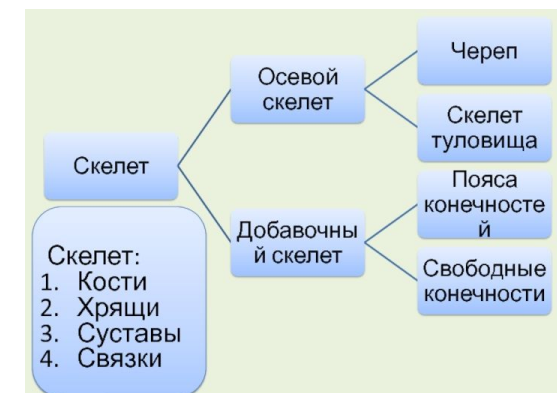 Череп
Осевой
скелет
Скелет
туловища
Скелет
Пояса
конечносте
й
Добавочны
й скелет
Свободные
конечности
Скелет:
1. Кости
2. Хрящи
3. Суставы
4. Связки